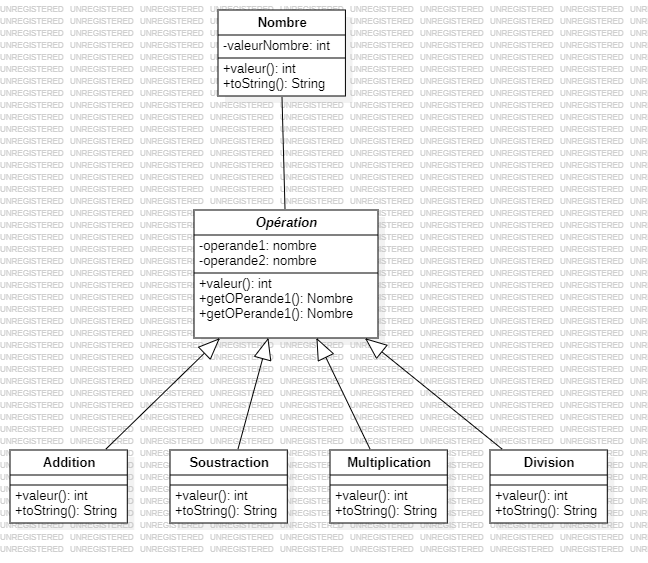 Nombre
-valeurNombre: int
+valeur(): int
+toString(): String
Opération
-operande1: nombre
-operande2: nombre
+valeur(): int
+getOPerande1(): Nombre
+getOPerande1(): Nombre
Addition
+valeur(): int
+toString(): String
Soustraction
+valeur(): int
+toString(): String
Multiplication
+valeur(): int
+toString(): String
Division
+valeur(): int
+toString(): String
UNREGISTERED